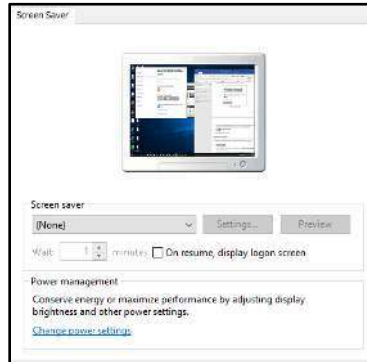 Screen Saver
Screen saver
(None)
Settings...
Preview
Wait:
1
minutes
On resume, display logon screen
Power management
Conserve energy or maximize performance by adjusting display
brightness and other power settings.
Change power settings